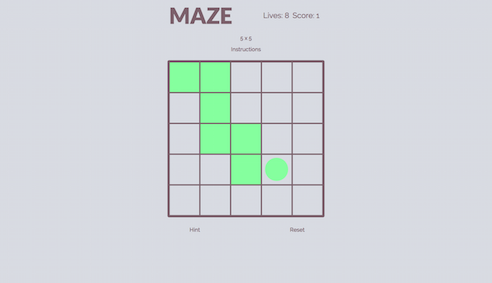 MAZE
Lives: 8 Score: 1
5 x 5
Instructions
Hint
Reset